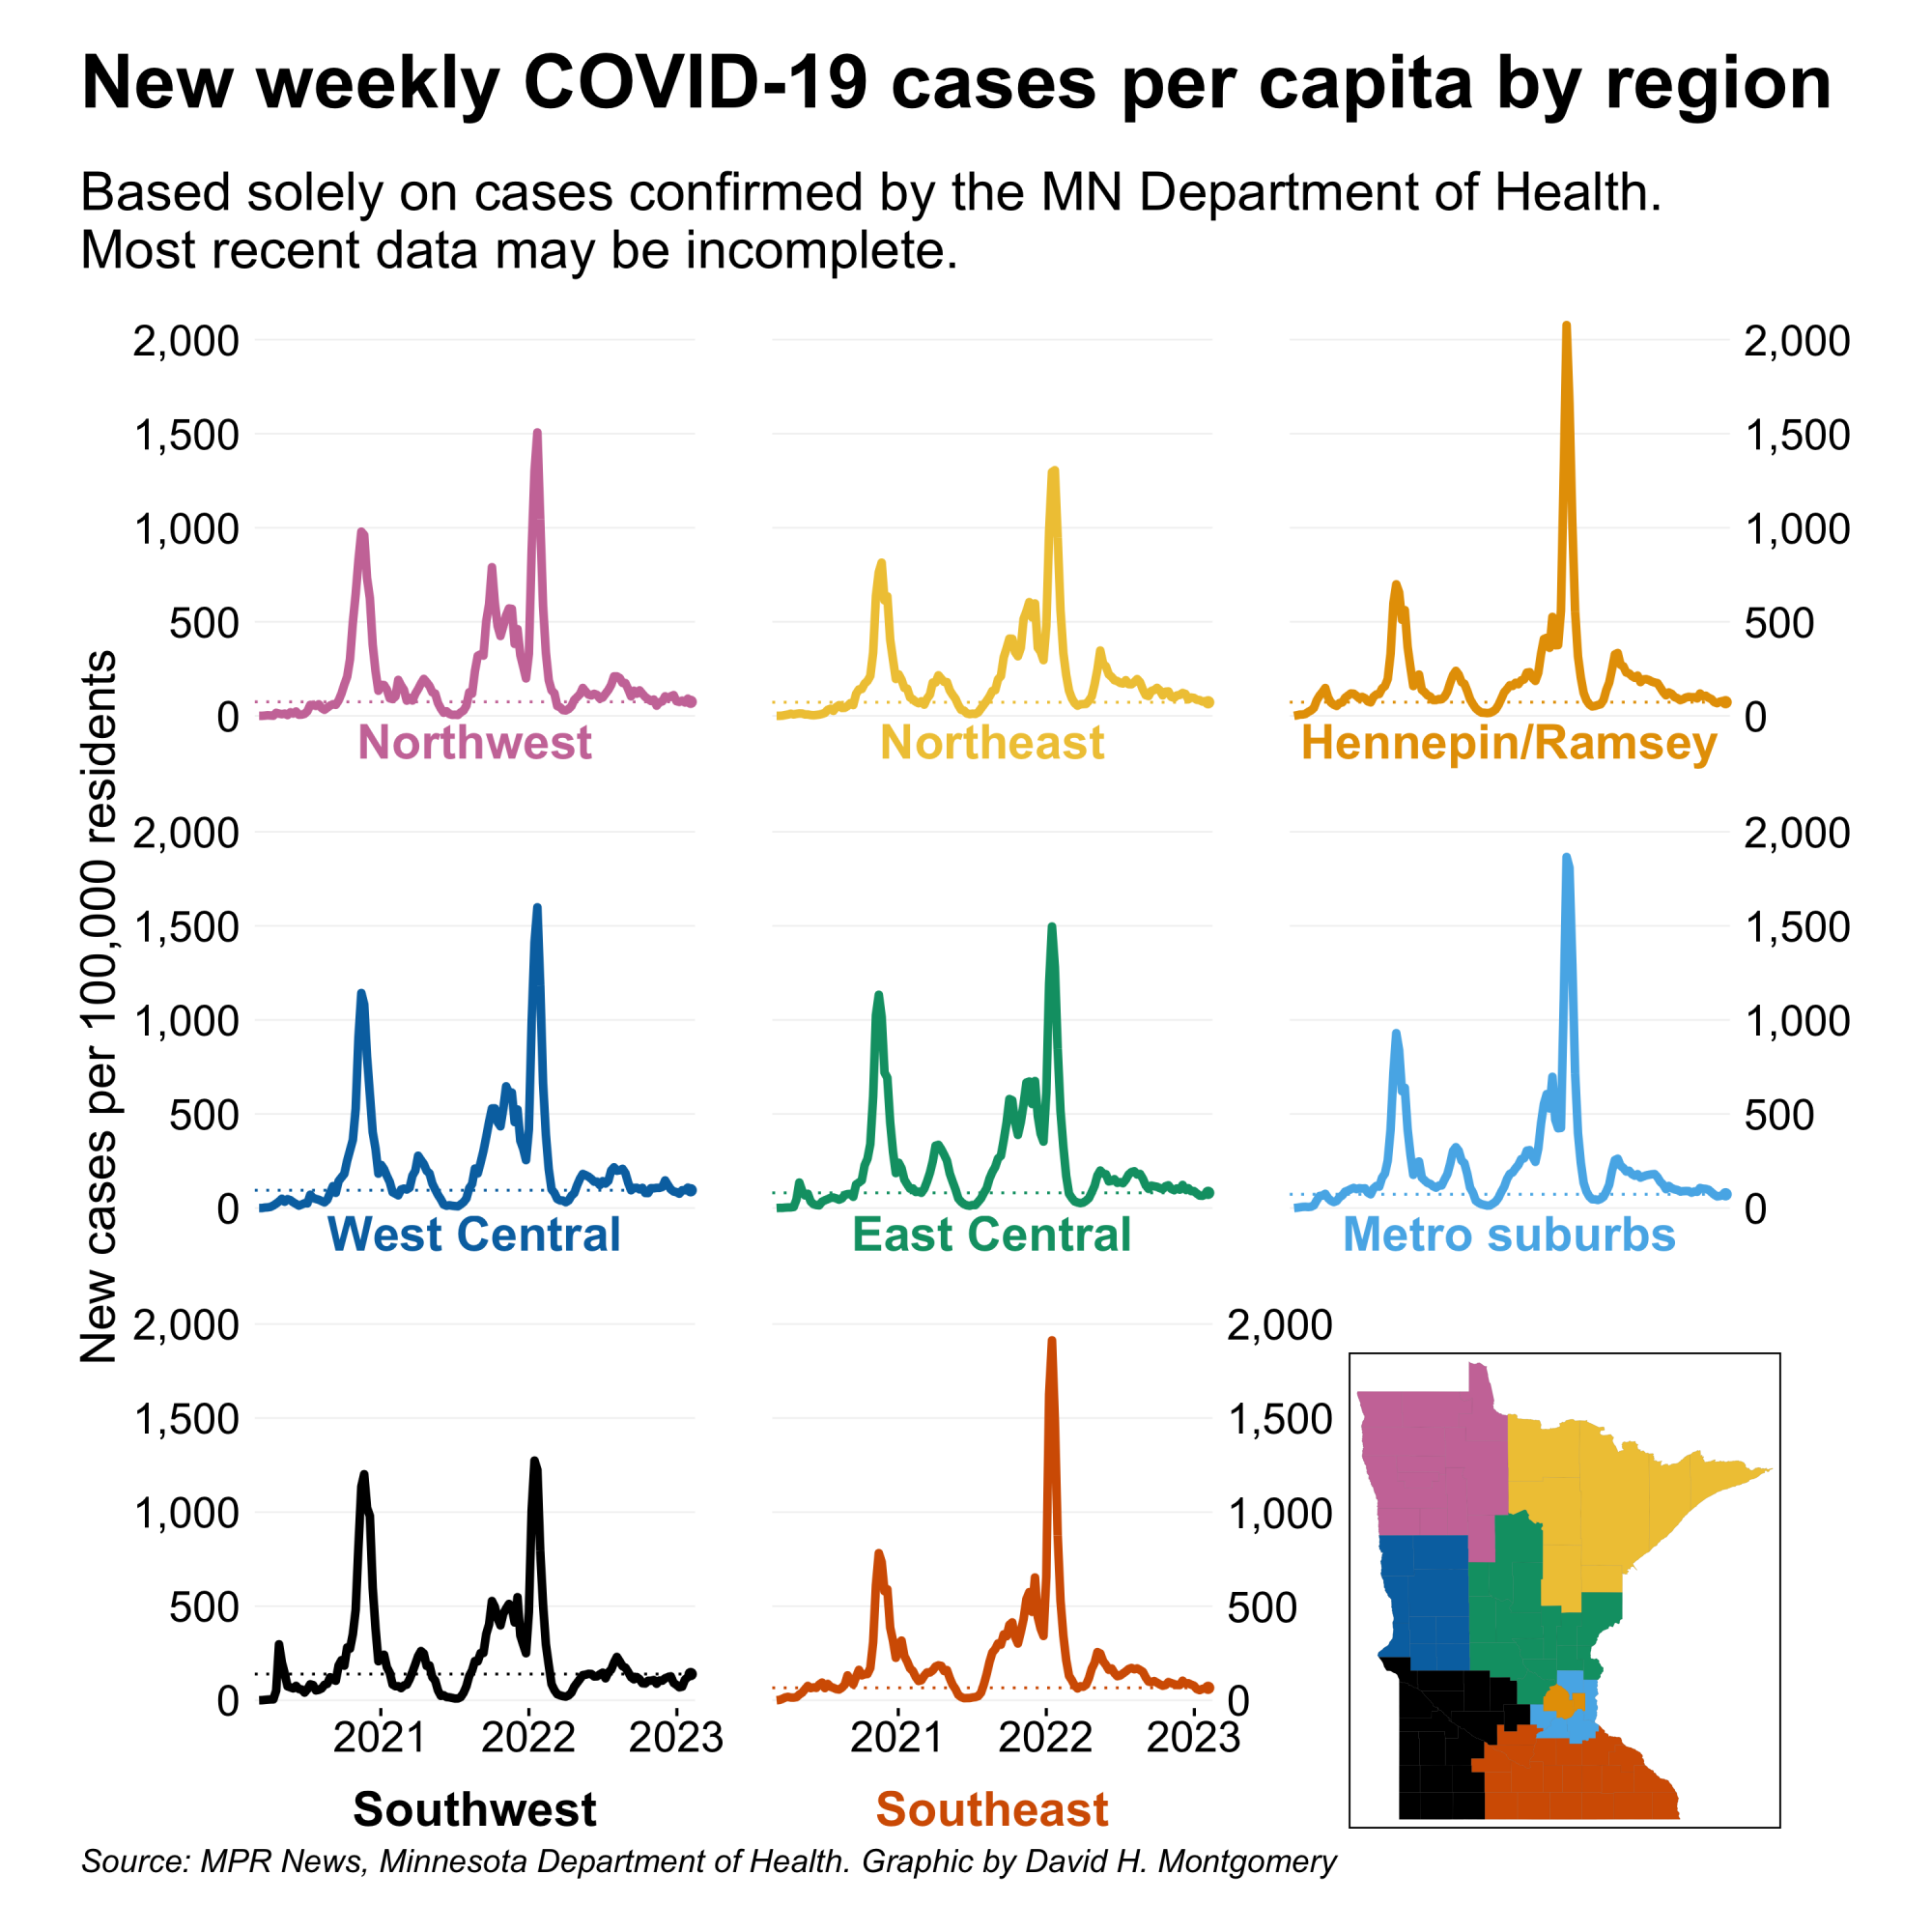 New weekly COVID-19 cases per capita by region
Based solely on cases confirmed by the MN Department of Health.
Most recent data may be incomplete.
New cases per 100,000 residents
2,000
1,500
1,000
500
0
2,000
1,500
1,000
500
0
Northwest
Northeast
Hennepin/Ramsey
2,000
1,500
1,000
500
0
2,000
1,500
1,000
500
0
West Central
East Central
Metro suburbs
2,000
1,500
1,000
500
0
2,000
1,500
1,000
500
0
2021 2022 2023
2021 2022 2023
Southwest
Southeast
Source: MPR News, Minnesota Department of Health. Graphic by David H. Montgomery